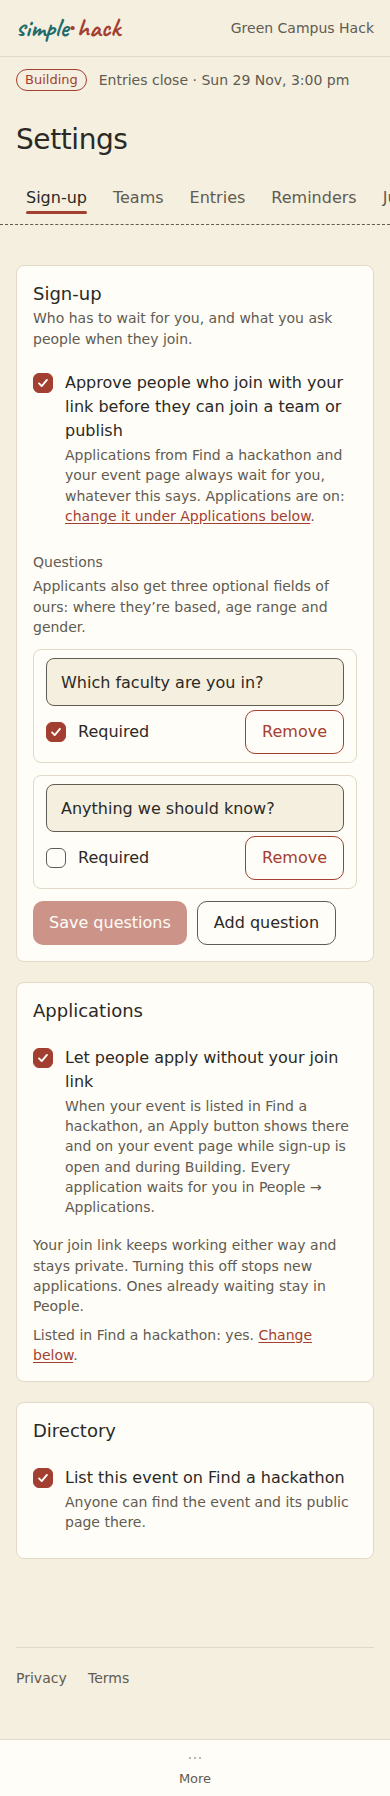 simple·hack
Green Campus Hack
Building
Entries close · Sun 29 Nov, 3:00 pm
Settings
Sign-up
Teams
Entries
Reminders
Sign-up
Who has to wait for you, and what you ask
people when they join.
Approve people who join with your
link before they can join a team or
publish
Applications from Find a hackathon and
your event page always wait for you,
whatever this says. Applications are on:
change it under Applications below.
Questions
Applicants also get three optional fields of
ours: where they’re based, age range and
gender.
Which faculty are you in?
Required
Remove
Anything we should know?
Required
Remove
Save questions
Add question
Applications
Let people apply without your join
link
When your event is listed in Find a
hackathon, an Apply button shows there
and on your event page while sign-up is
open and during Building. Every
application waits for you in People →
Applications.
Your join link keeps working either way and
stays private. Turning this off stops new
applications. Ones already waiting stay in
People.
Listed in Find a hackathon: yes. Change
below.
Directory
List this event on Find a hackathon
Anyone can find the event and its public
page there.
Privacy
Terms
...
More